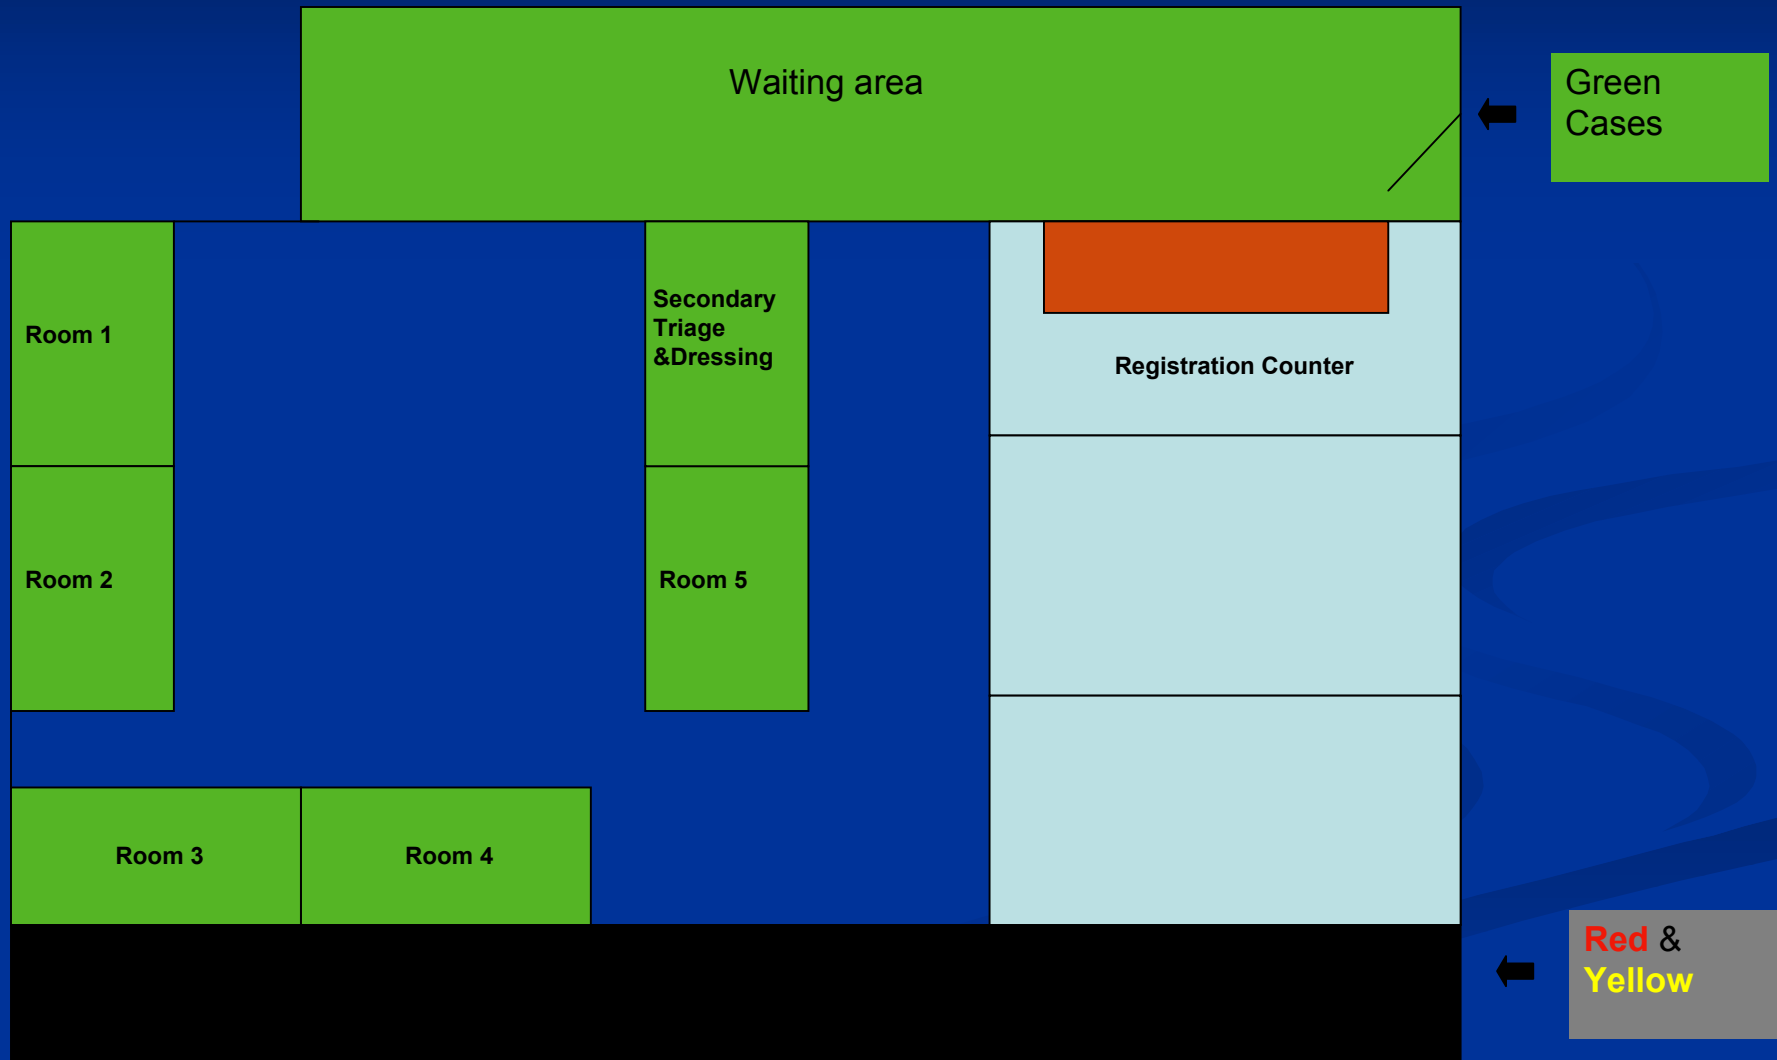 Waiting area
Green
Cases
Room 1
Secondary
Triage
&Dressing
Registration Counter
Room 2
Room 5
Room 3
Room 4
Red &
Yellow